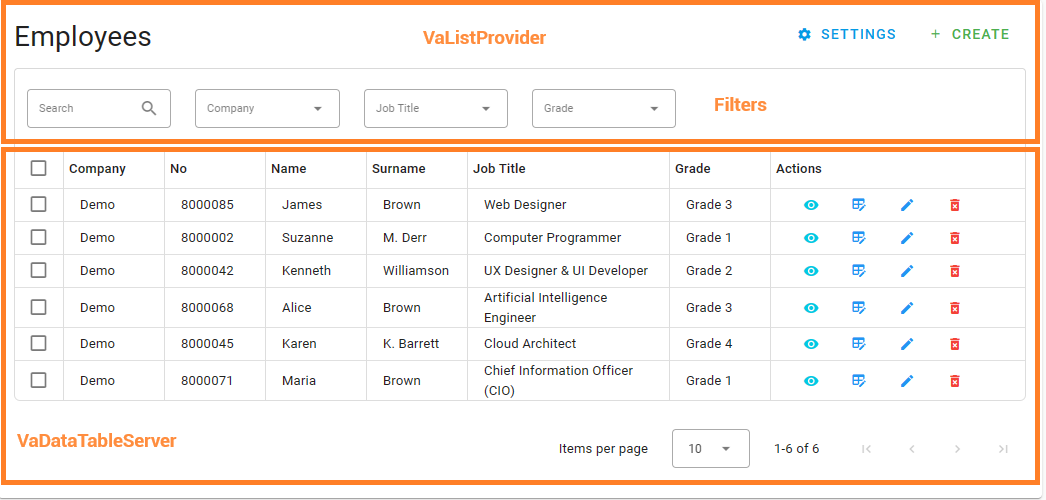 Employees VaListProvider SETTINGS + CREATE
Search Company Job Title Grade Filters
Company No Name Surname Job Title Grade Actions
Demo 8000085 James Brown Web Designer Grade 3
Demo 8000002 Suzanne M. Derr Computer Programmer Grade 1
Demo 8000042 Kenneth Williamson UX Designer & UI Developer Grade 2
Demo 8000068 Alice Brown Artificial Intelligence Grade 3
Engineer
Demo 8000045 Karen K. Barrett Cloud Architect Grade 4
Demo 8000071 Maria Brown Chief Information Officer Grade 1
(CIO)
VaDataTableServer Items per page 10 1-6 of 6